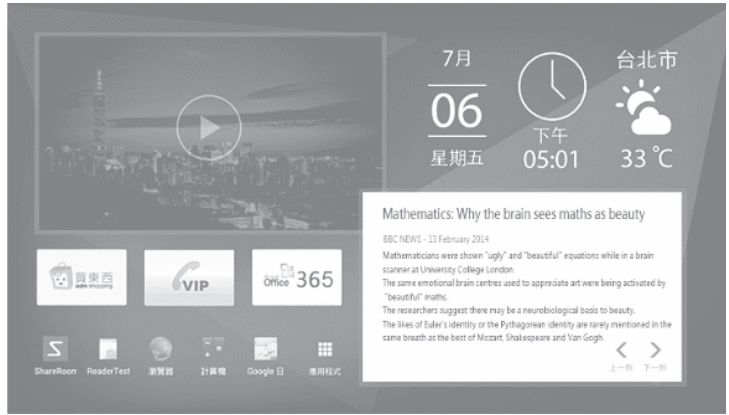 7月
06
星期五
下午
05:01
台北市
33 ℃
Mathematics: Why the brain sees maths as beauty
BBC NEWS - 13 February 2014
Mathematicians were shown "ugly" and "beautiful" equations while in a brain
scanner at University College London.
The same emotional brain centres used to appreciate art were being activated by
"beautiful" maths.
The researchers suggest there may be a neurobiological basis to beauty.
The likes of Euler's identity or the Pythagorean identity are rarely mentioned in the
same breath as the best of Mozart, Shakespeare and Van Gogh.
上一則 下一則
買東西
udn shopping
VIP
Office 365
ShareRoom
ReaderTest
瀏覽器
計算機
Google 日
應用程式